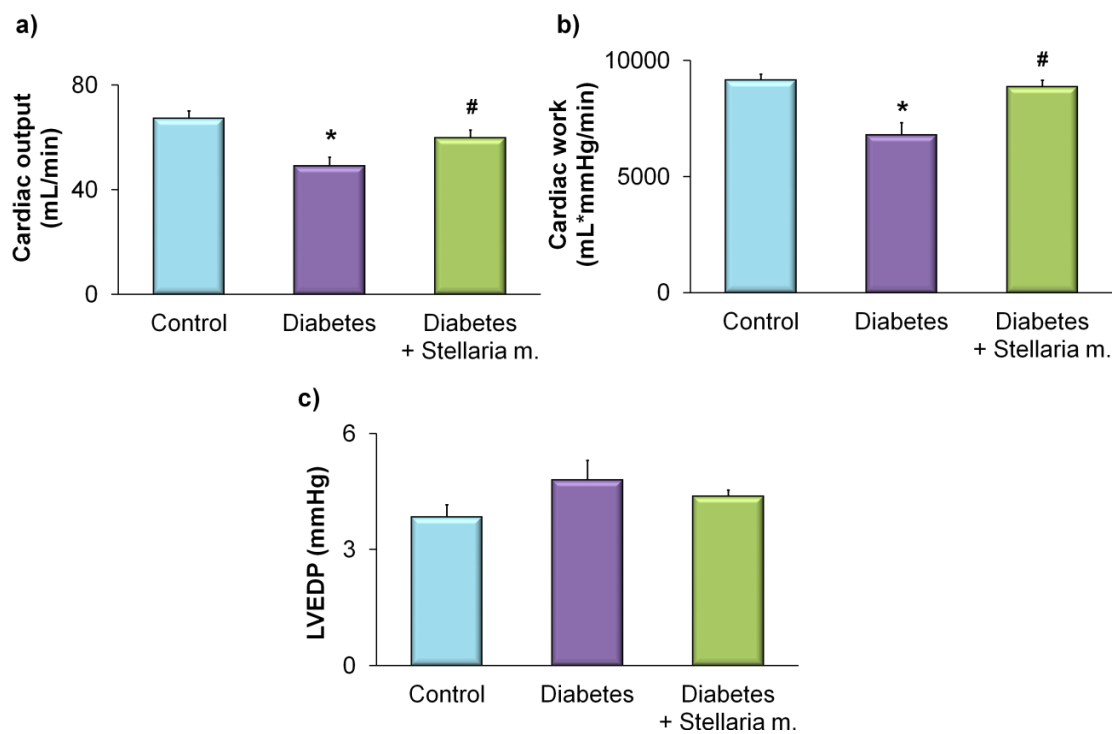 a)
Cardiac output
(mL/min)
80
40
0
*
#
Control
Diabetes
Diabetes
+ Stellaria m.
b)
Cardiac work
(mL*mmHg/min)
10000
5000
0
*
#
Control
Diabetes
Diabetes
+ Stellaria m.
c)
LVEDP (mmHg)
6
3
0
Control
Diabetes
Diabetes
+ Stellaria m.